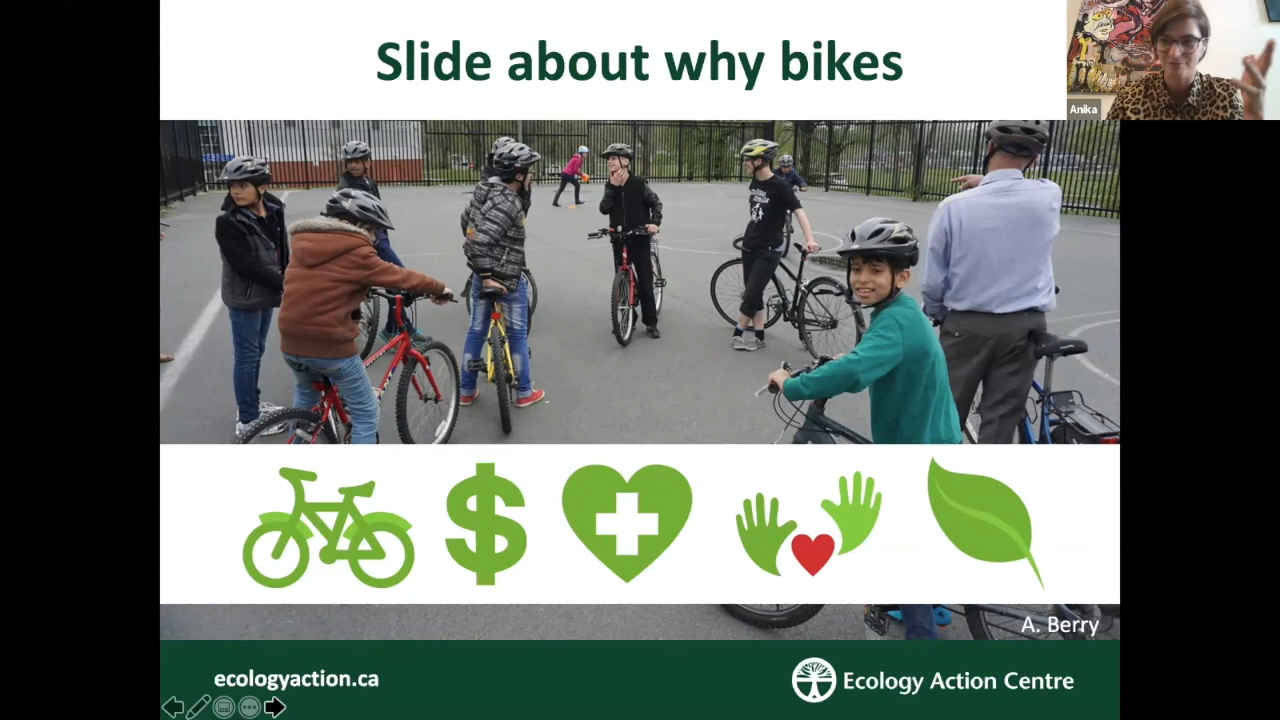 Slide about why bikes
Anika
$
A. Berry
ecologyaction.ca
Ecology Action Centre